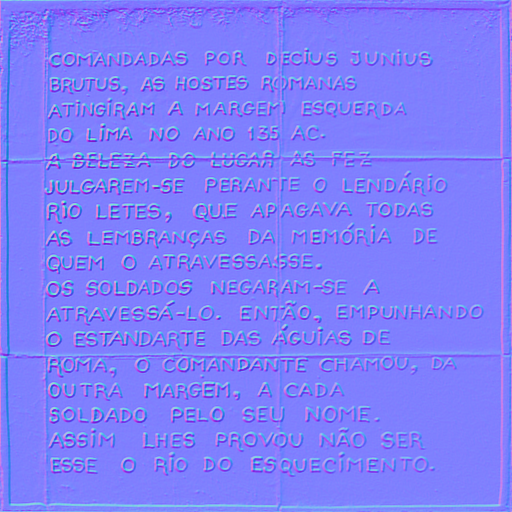 COMANDADAS POR DECIUS JUNIUS
BRUTUS, AS HOSTES ROMANAS
ATINGIRAM A MARGEM ESQUERDA
DO LIMA NO ANO 135 AC.
A BELEZA DO LUGAR AS FEZ
JULGAREM-SE PERANTE O LENDÁRIO
RIO LETES, QUE APAGAVA TODAS
AS LEMBRANÇAS DA MEMÓRIA DE
QUEM O ATRAVESSASSE.
OS SOLDADOS NEGARAM-SE A
ATRAVESSÁ-LO. ENTÃO, EMPUNHANDO
O ESTANDARTE DAS ÁGUIAS DE
ROMA, O COMANDANTE CHAMOU, DA
OUTRA MARGEM, A CADA
SOLDADO PELO SEU NOME.
ASSIM LHES PROVOU NÃO SER
ESSE O RIO DO ESQUECIMENTO.